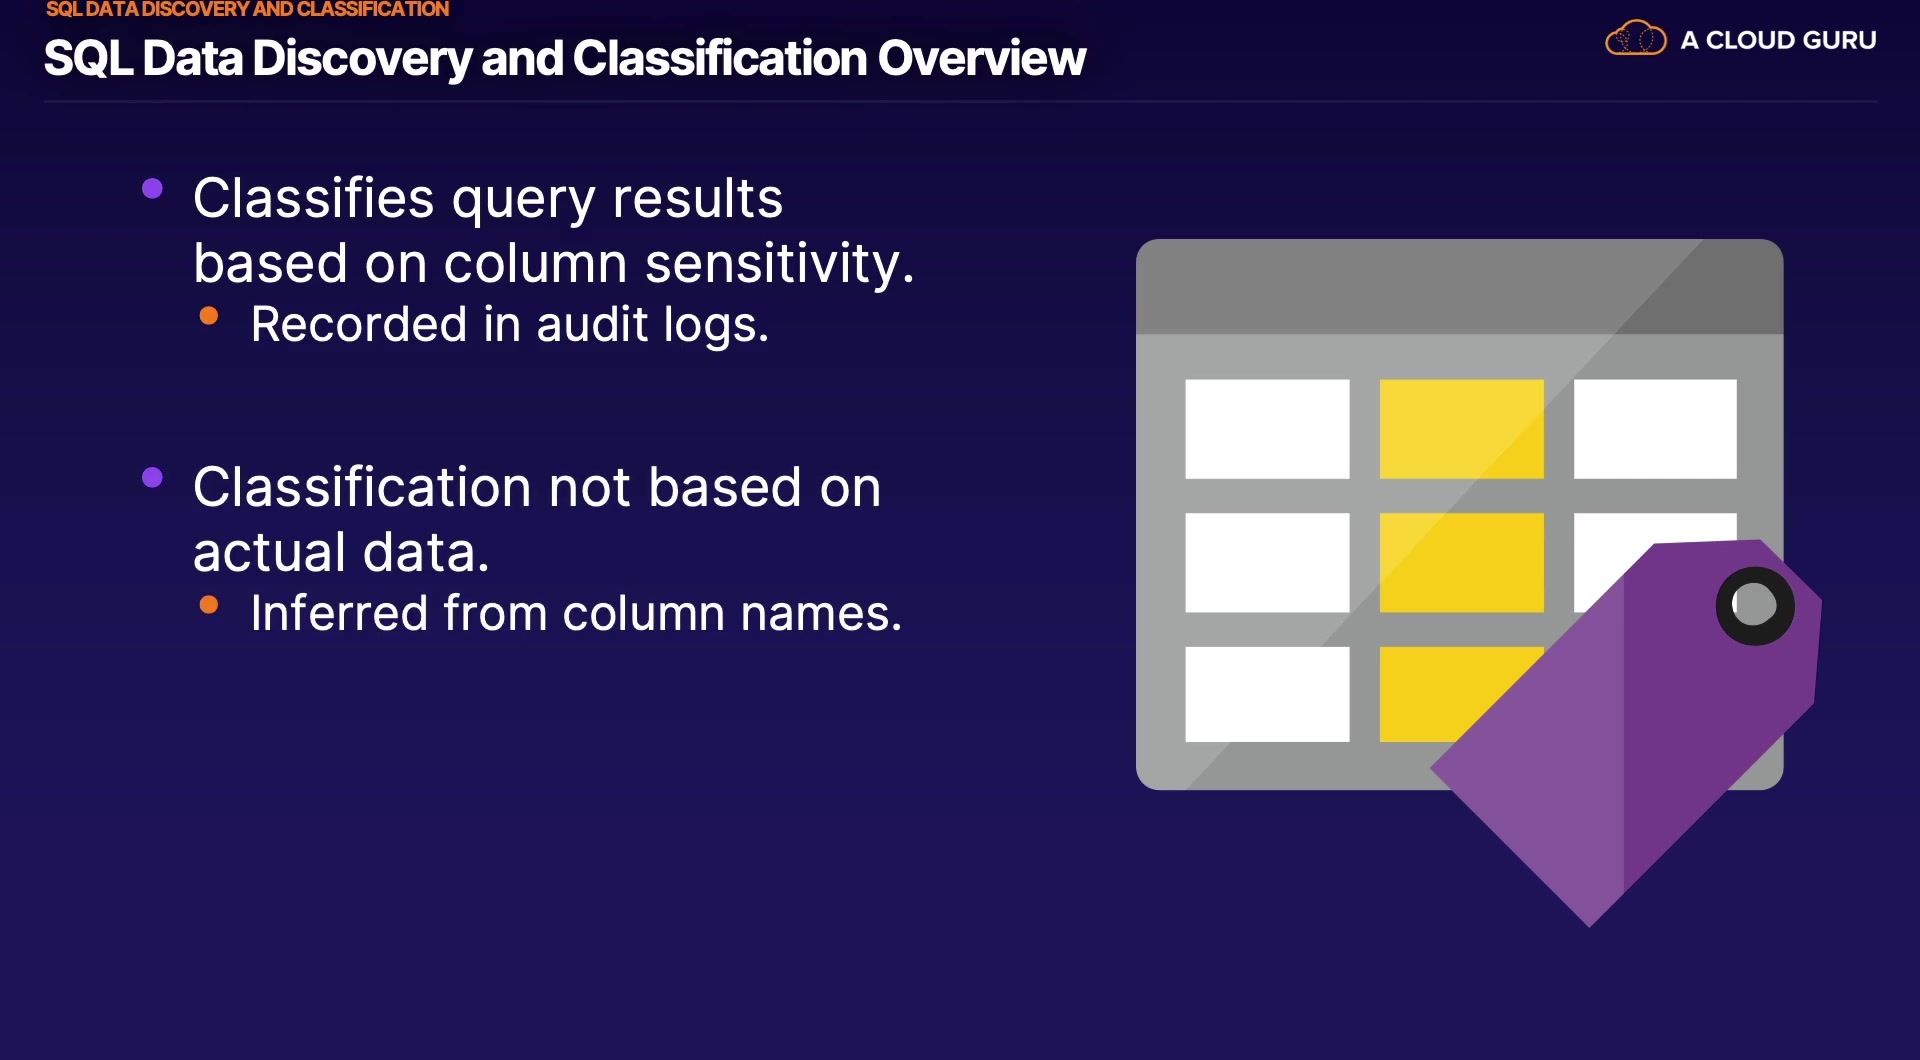 SQL DATA DISCOVERY AND CLASSIFICATION
SQL Data Discovery and Classification Overview
A CLOUD GURU
Classifies query results
based on column sensitivity.
Recorded in audit logs.
Classification not based on
actual data.
Inferred from column names.